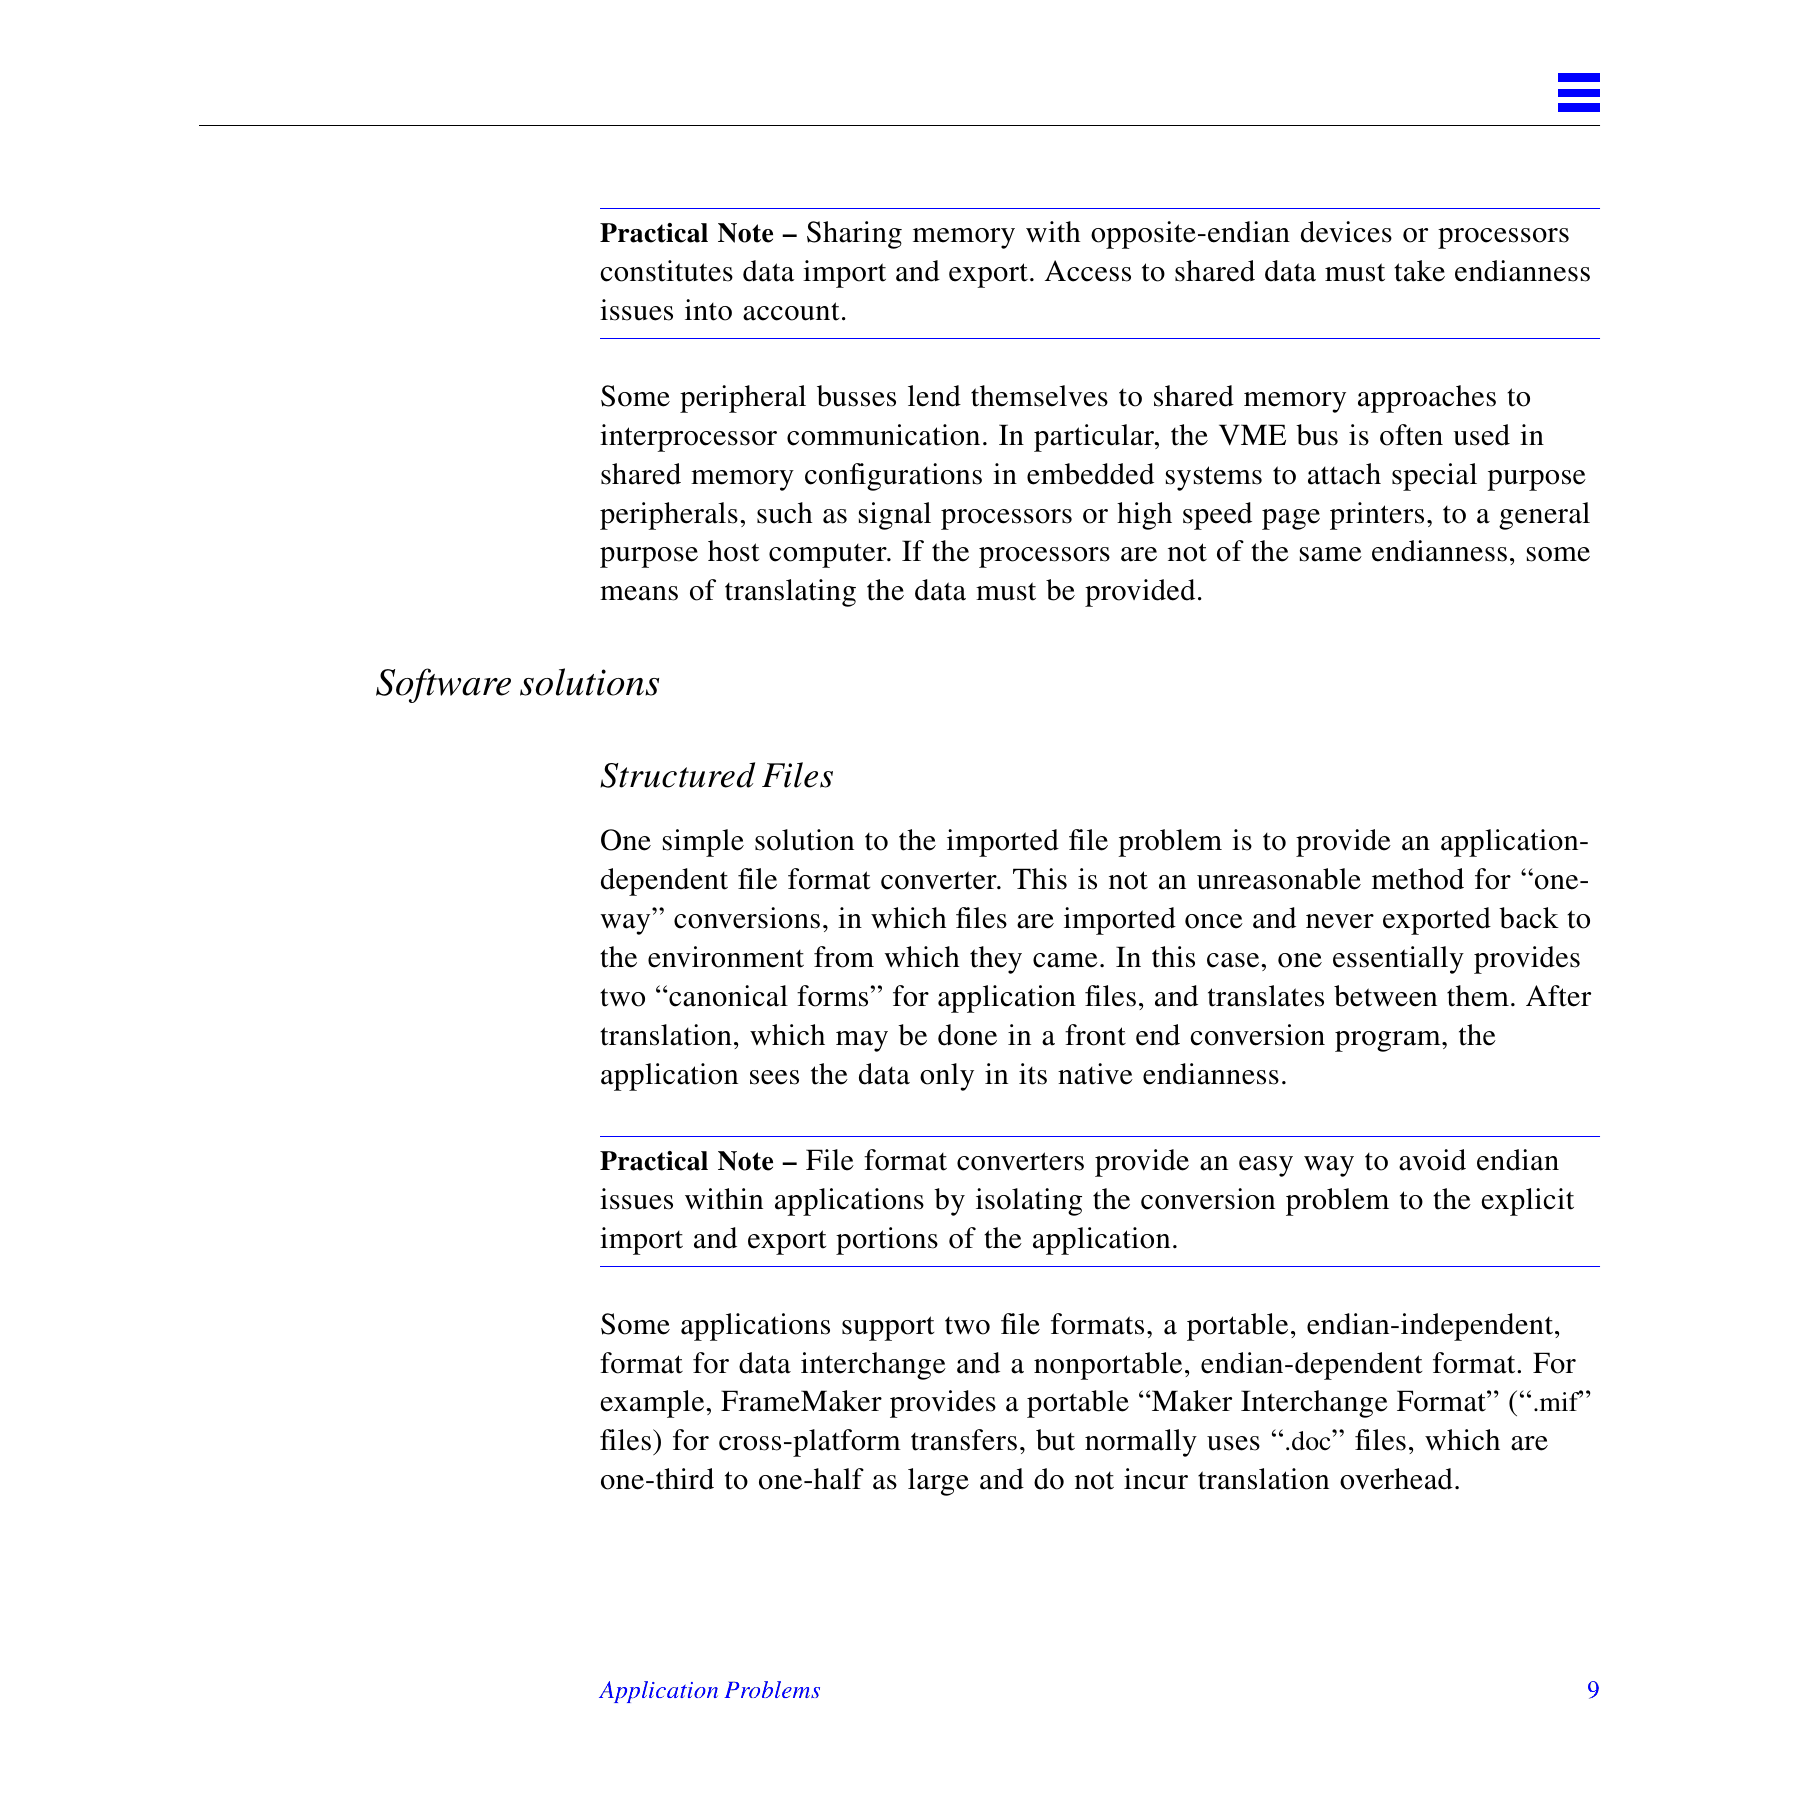 Practical Note – Sharing memory with opposite-endian devices or processors
constitutes data import and export. Access to shared data must take endianness
issues into account.
Some peripheral busses lend themselves to shared memory approaches to
interprocessor communication. In particular, the VME bus is often used in
shared memory configurations in embedded systems to attach special purpose
peripherals, such as signal processors or high speed page printers, to a general
purpose host computer. If the processors are not of the same endianness, some
means of translating the data must be provided.
Software solutions
Structured Files
One simple solution to the imported file problem is to provide an application-
dependent file format converter. This is not an unreasonable method for “one-
way” conversions, in which files are imported once and never exported back to
the environment from which they came. In this case, one essentially provides
two “canonical forms” for application files, and translates between them. After
translation, which may be done in a front end conversion program, the
application sees the data only in its native endianness.
Practical Note – File format converters provide an easy way to avoid endian
issues within applications by isolating the conversion problem to the explicit
import and export portions of the application.
Some applications support two file formats, a portable, endian-independent,
format for data interchange and a nonportable, endian-dependent format. For
example, FrameMaker provides a portable “Maker Interchange Format” (“.mif”
files) for cross-platform transfers, but normally uses “.doc” files, which are
one-third to one-half as large and do not incur translation overhead.
Application Problems 9